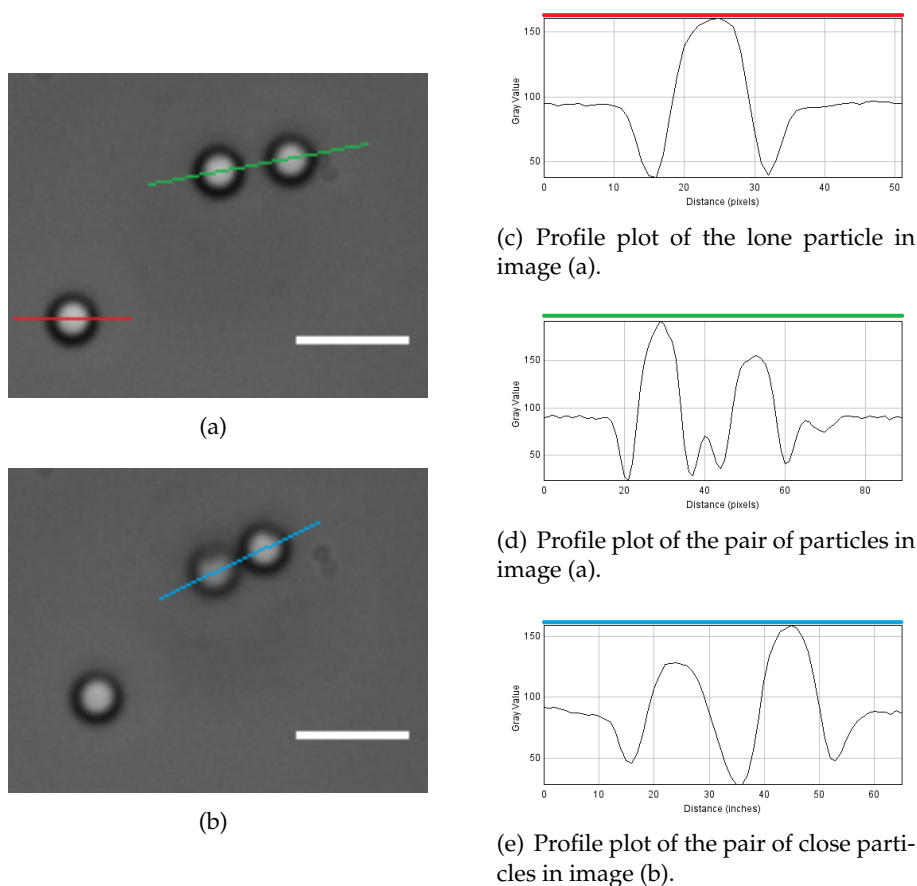 (a)
(b)
150
100
50
Gray Value
0
10
20
30
40
50
Distance (pixels)
(c) Profile plot of the lone particle in
image (a).
150
100
50
Gray Value
0
20
40
60
80
Distance (pixels)
(d) Profile plot of the pair of particles in
image (a).
150
100
50
Gray Value
0
10
20
30
40
50
60
Distance (inches)
(e) Profile plot of the pair of close parti-
cles in image (b).